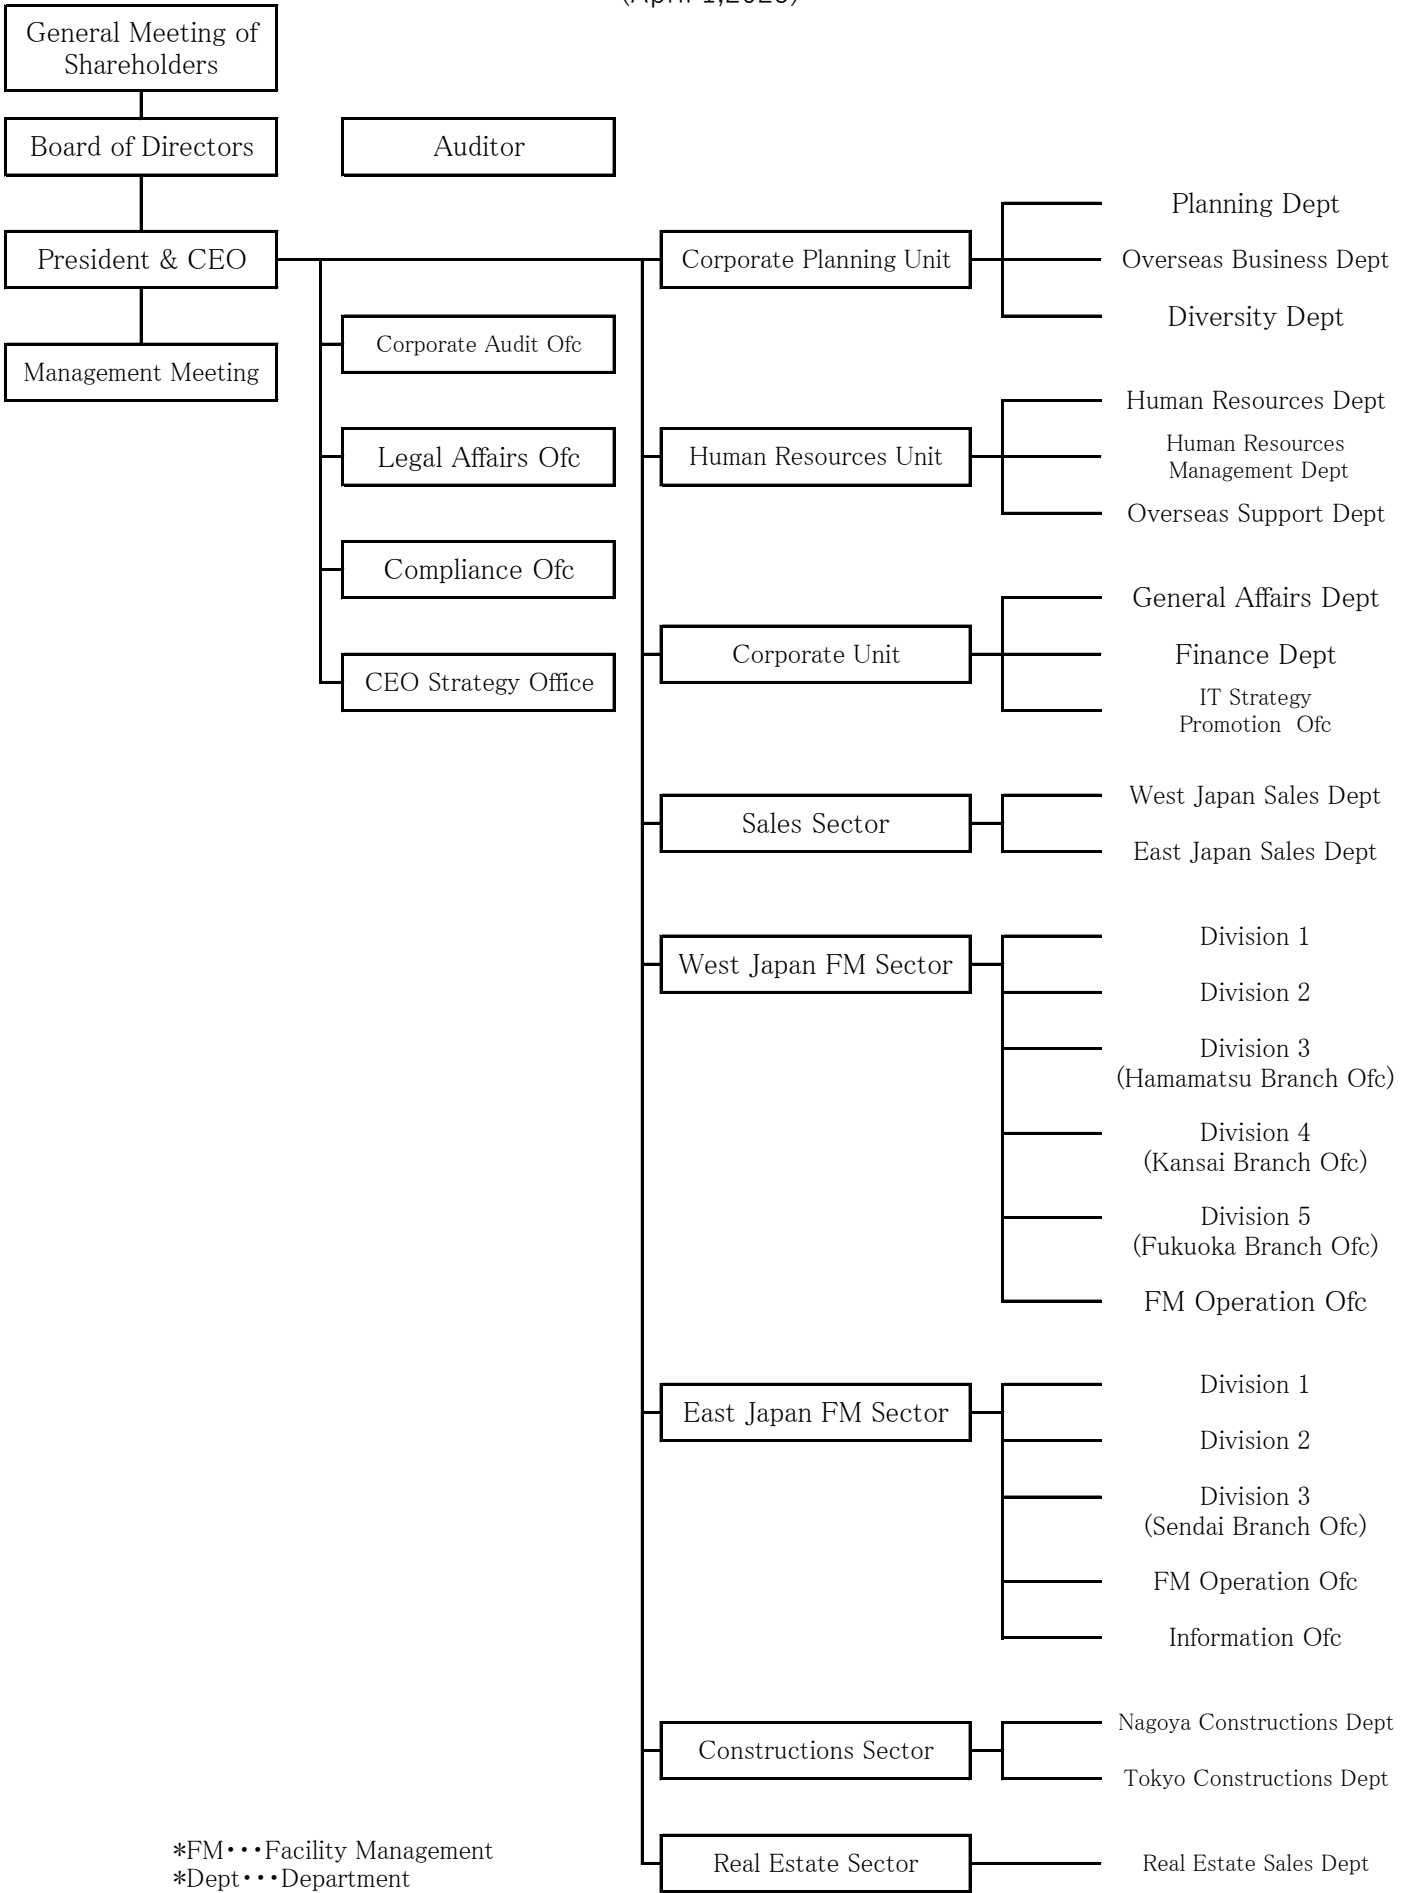 General Meeting of
Shareholders
Board of Directors
Auditor
President & CEO
Management Meeting
Corporate Audit Ofc
Legal Affairs Ofc
Compliance Ofc
CEO Strategy Office
Corporate Planning Unit
Planning Dept
Overseas Business Dept
Diversity Dept
Human Resources Unit
Human Resources Dept
Human Resources
Management Dept
Overseas Support Dept
Corporate Unit
General Affairs Dept
Finance Dept
IT Strategy
Promotion Ofc
Sales Sector
West Japan Sales Dept
East Japan Sales Dept
West Japan FM Sector
Division 1
Division 2
Division 3
(Hamamatsu Branch Ofc)
Division 4
(Kansai Branch Ofc)
Division 5
(Fukuoka Branch Ofc)
FM Operation Ofc
East Japan FM Sector
Division 1
Division 2
Division 3
(Sendai Branch Ofc)
FM Operation Ofc
Information Ofc
Constructions Sector
Nagoya Constructions Dept
Tokyo Constructions Dept
Real Estate Sector
Real Estate Sales Dept
*FM・・・Facility Management
*Dept・・・Department